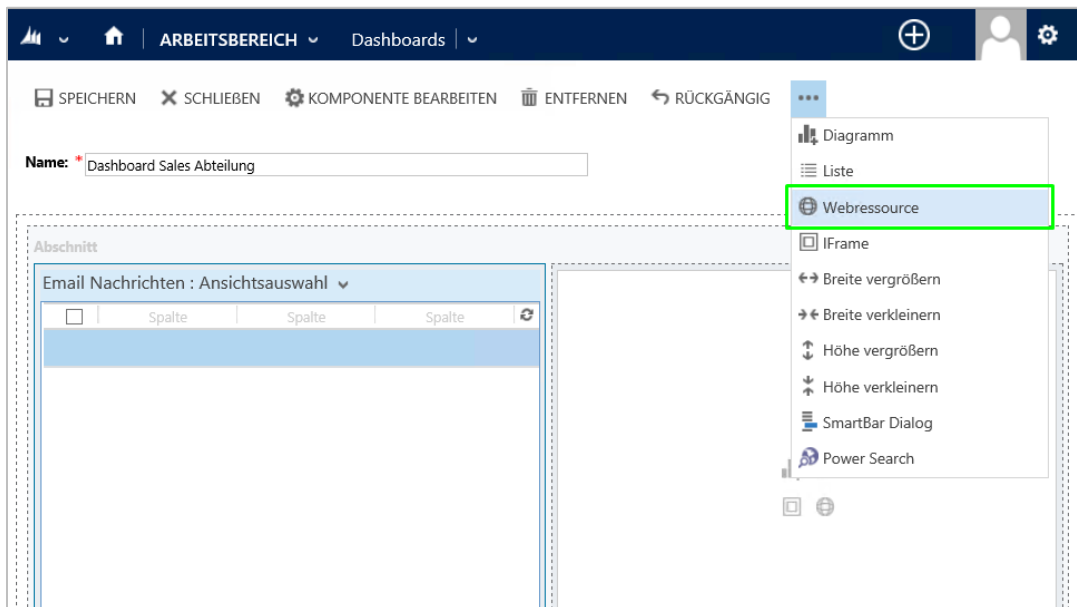 ARBEITSBEREICH Dashboards
SPEICHERN SCHLIEßEN KOMPONENTE BEARBEITEN ENTFERNEN RÜCKGÄNGIG
Name: * Dashboard Sales Abteilung
Diagramm
Liste
Webressource
IFrame
Breite vergrößern
Breite verkleinern
Höhe vergrößern
Höhe verkleinern
SmartBar Dialog
Power Search
Abschnitt
Email Nachrichten : Ansichtsauswahl
Spalte Spalte Spalte